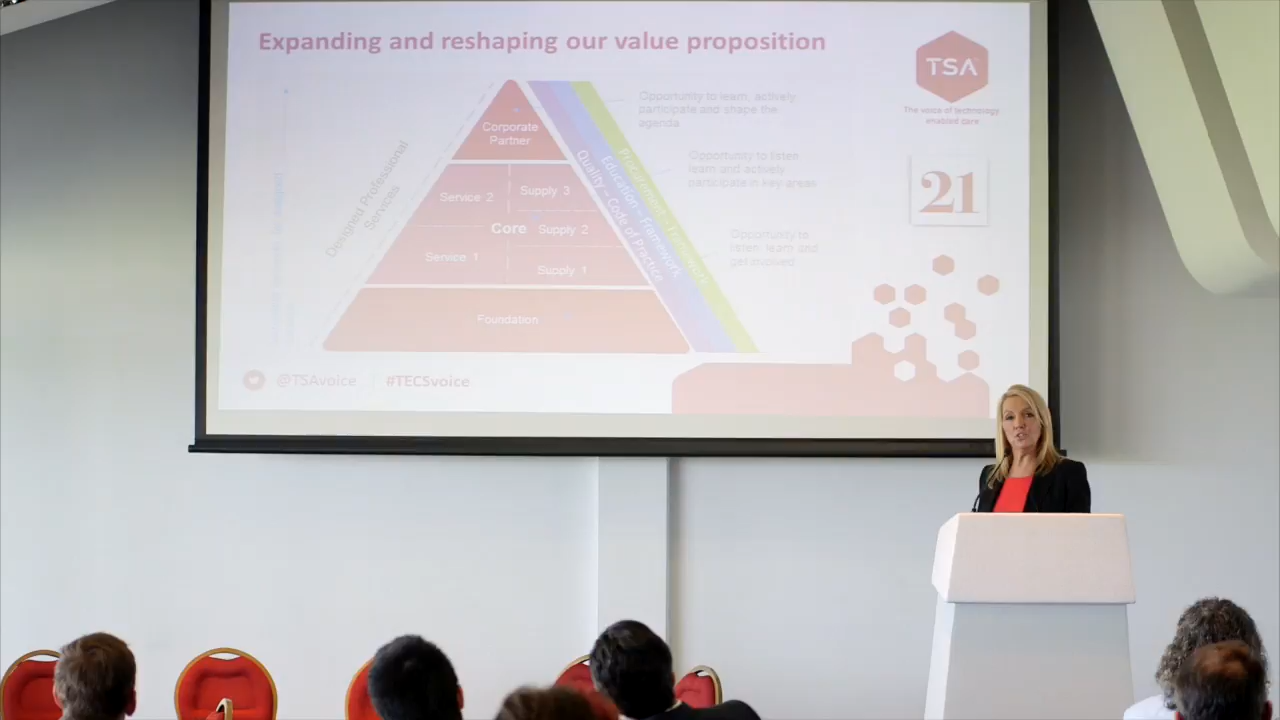 Expanding and reshaping our value proposition
TSA
The voice of technology
enabled care
21
Corporate
Partner
Service 2
Supply 3
Core
Supply 2
Service 1
Supply 1
Foundation
Designed Professional
Services
Quality – Code of Practice
Education – Framework
Procurement Framework
Opportunity to learn, actively
participate and shape the
agenda
Opportunity to listen,
learn and actively
participate in key areas
Opportunity to
listen, learn and
get involved
@TSAvoice
#TECSvoice